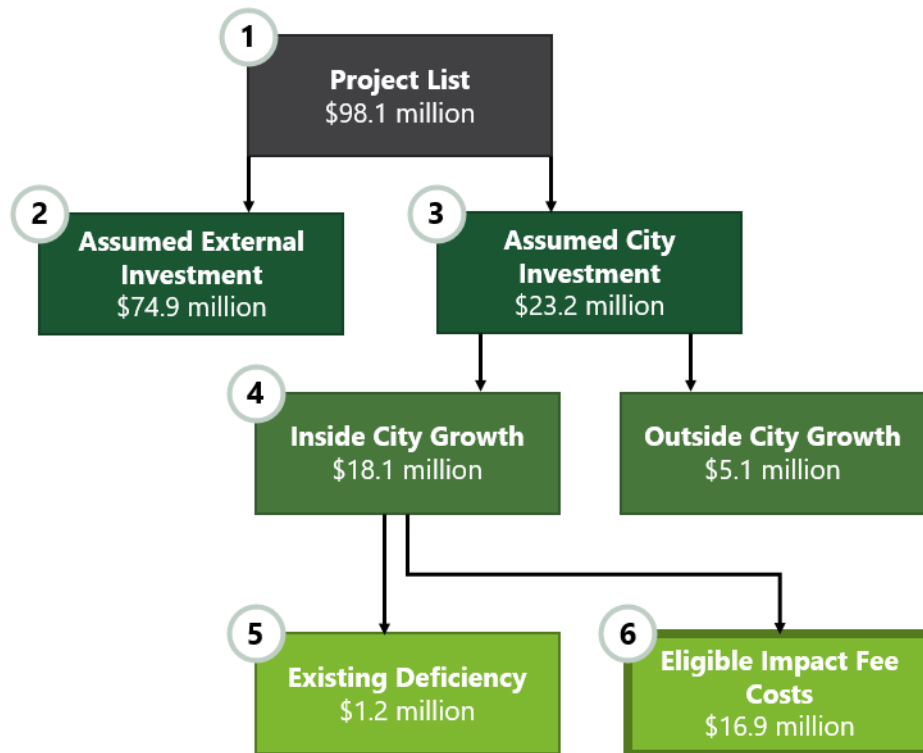 1
Project List
$98.1 million
2
Assumed External
Investment
$74.9 million
3
Assumed City
Investment
$23.2 million
4
Inside City Growth
$18.1 million
Outside City Growth
$5.1 million
5
Existing Deficiency
$1.2 million
6
Eligible Impact Fee
Costs
$16.9 million